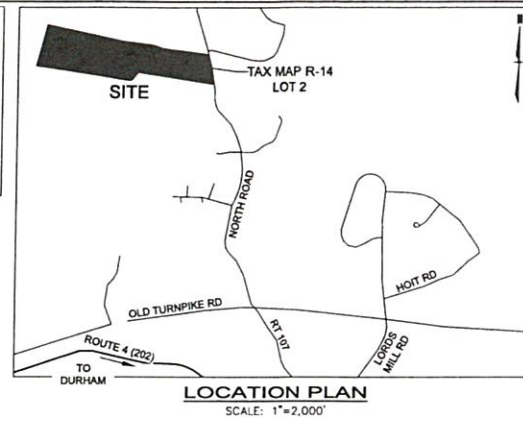 TAX MAP R-14
LOT 2
SITE
NORTH ROAD
HOIT RD
OLD TURNPIKE RD
RT 107
LORDS
MILL RD
ROUTE 4 (202)
TO
DURHAM
LOCATION PLAN
SCALE: 1"=2,000'